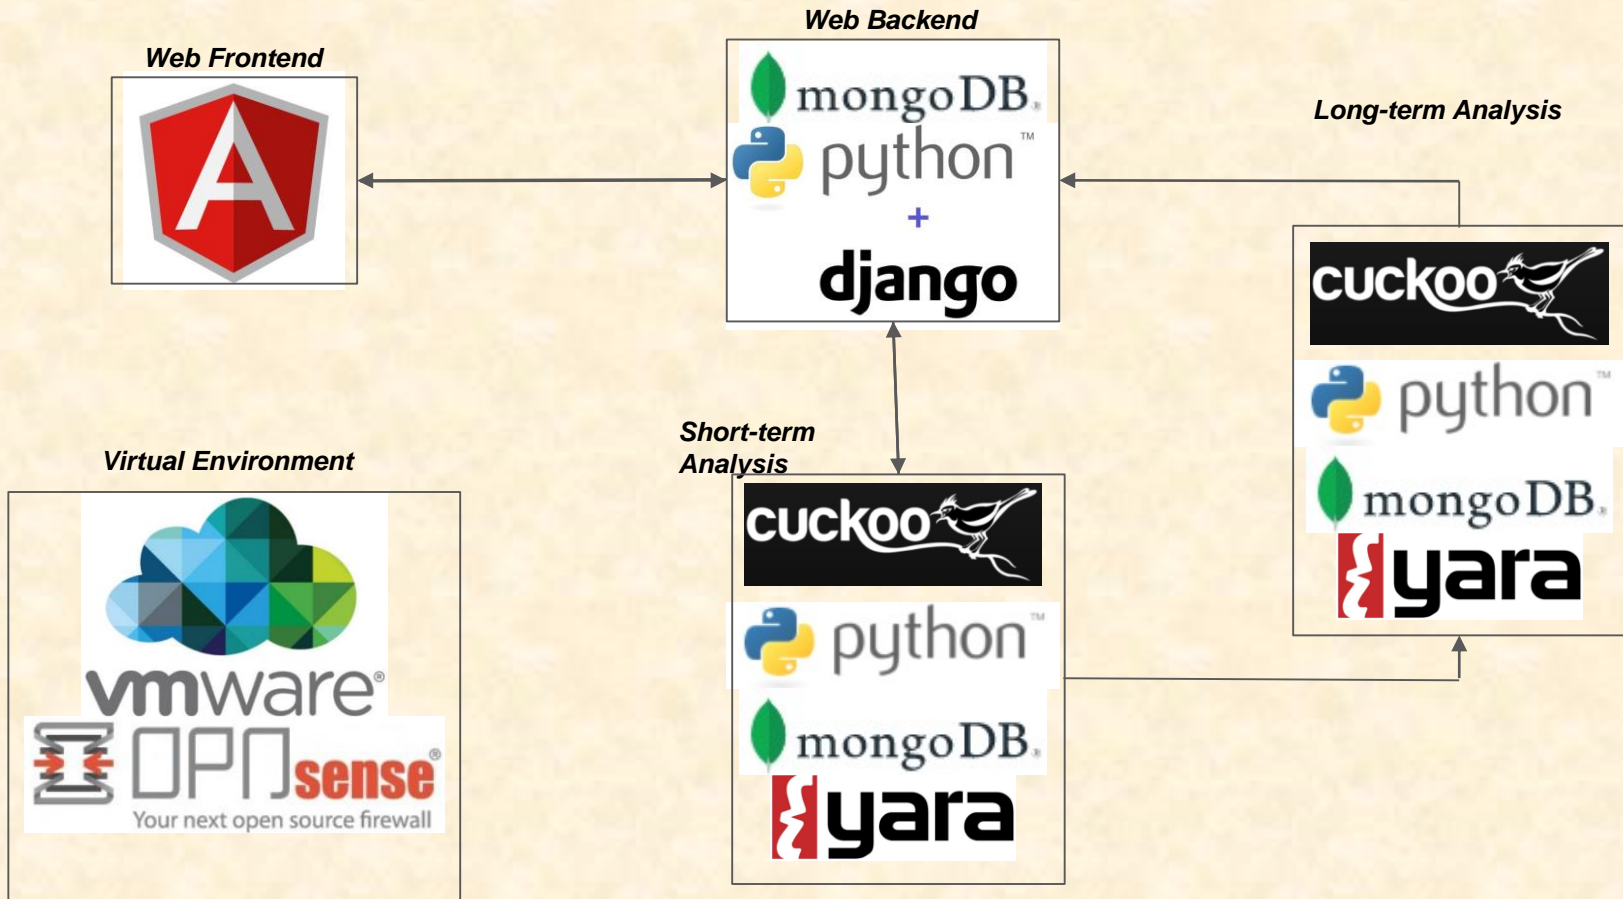 Web Frontend
A
Web Backend
mongoDB®
python™
+
django
Long-term Analysis
cuckoo
python™
mongoDB®
yara
Short-term
Analysis
cuckoo
python™
mongoDB®
yara
Virtual Environment
vmware®
OPNsense®
Your next open source firewall